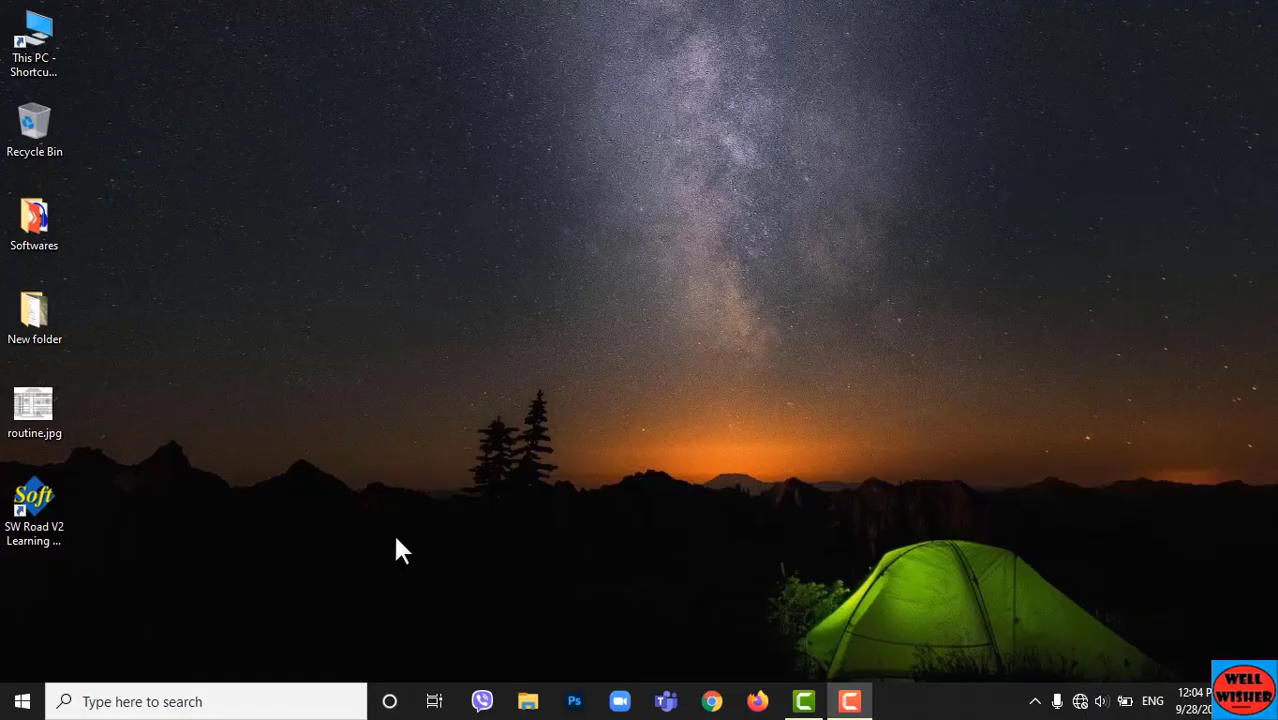 This PC -
Shortcu...
Recycle Bin
Softwares
New folder
routine.jpg
Soft
SW Road V2
Learning ...
Type here to search
Ps
ENG
12:04 P
9/28/20
WELL
WISHER